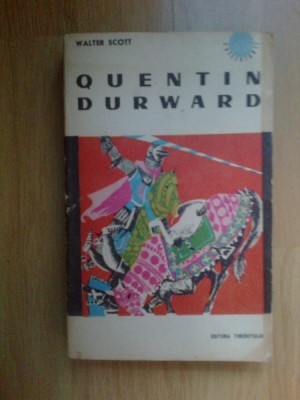 WALTER SCOTT
QUENTIN
DURWARD
EDITURA TINERETULUI